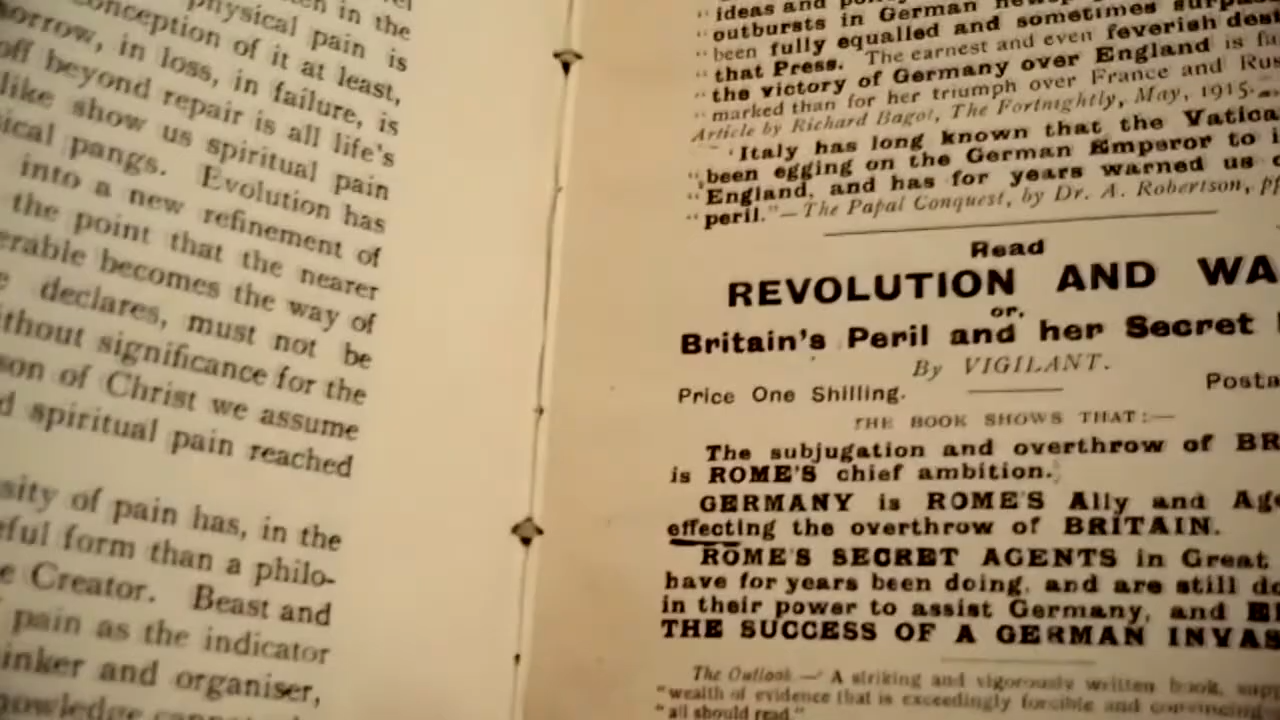 in the
physical pain is
conception of it at least,
in loss, in failure, is
off beyond repair is all life's
like show us spiritual pain
pangs. Evolution has
into a new refinement of
the point that the nearer
becomes the way of
declares, must not be
without significance for the
of Christ we assume
spiritual pain reached
of pain has, in the
form than a philo-
Creator. Beast and
pain as the indicator
and organiser,
" ideas and
" outbursts in German
" been fully equalled and sometimes
" that Press. The earnest and even feverish
" the victory of Germany over England is
" marked than for her triumph over France and
Article by Richard Bagot, The Fortnightly, May, 1915.
"Italy has long known that the
" been egging on the German Emperor to
" England, and has for years warned us
" peril."—The Papal Conquest, by Dr. A. Robertson,
Read
REVOLUTION AND
or,
Britain's Peril and her Secret
By VIGILANT.
Price One Shilling.
THE BOOK SHOWS THAT:—
The subjugation and overthrow of
is ROME'S chief ambition.
GERMANY is ROME'S Ally and
effecting the overthrow of BRITAIN.
ROME'S SECRET AGENTS in Great
have for years been doing, and are still
in their power to assist Germany, and
THE SUCCESS OF A GERMAN
The Outlook.—"A striking and vigorously written book,
"wealth of evidence that is exceedingly forcible and convincing
"all should read."